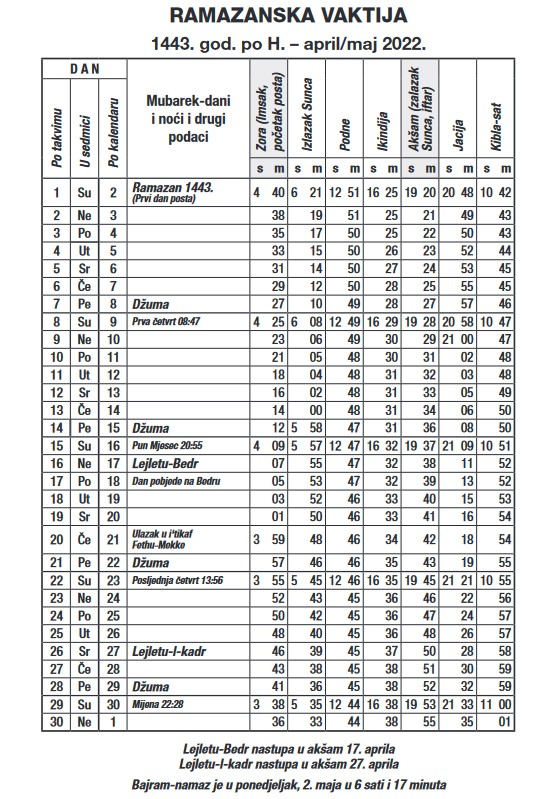 RAMAZANSKA VAKTIJA
1443. god. po H. – april/maj 2022.
D A N
Po takvimu
U sedmici
Po kalendaru
Mubarek-dani
i noći i drugi
podaci
Zora (Imsak,
početak posta)
Izlazak Sunca
Podne
Ikindija
Akšam (zalazak
Sunca, iftar)
Jacija
Kibla-sat
s m s m s m s m s m s m s m
1 Su 2 Ramazan 1443. 4 40 6 21 12 51 16 25 19 20 20 48 10 42
(Prvi dan posta)
2 Ne 3 38 19 51 25 21 49 43
3 Po 4 35 17 50 25 22 50 43
4 Ut 5 33 15 50 26 23 52 44
5 Sr 6 31 14 50 27 24 53 45
6 Če 7 29 12 50 28 25 55 45
7 Pe 8 Džuma 27 10 49 28 27 57 46
8 Su 9 Prva četvrt 08:47 4 25 6 08 12 49 16 29 19 28 20 58 10 47
9 Ne 10 23 06 49 30 29 21 00 47
10 Po 11 21 05 48 30 31 02 48
11 Ut 12 18 04 48 31 32 03 48
12 Sr 13 16 02 48 31 33 05 49
13 Če 14 14 00 48 31 34 06 50
14 Pe 15 Džuma 12 5 58 47 31 36 08 50
15 Su 16 Pun Mjesec 20:55 4 09 5 57 12 47 16 32 19 37 21 09 10 51
16 Ne 17 Lejletu-Bedr 07 55 47 32 38 11 52
17 Po 18 Dan pobjede na Bedru 05 53 47 32 39 13 52
18 Ut 19 03 52 46 33 40 15 53
19 Sr 20 01 50 46 33 41 16 54
20 Če 21 Ulazak u i'tikaf 3 59 48 46 34 42 18 54
Fethu-Mekko
21 Pe 22 Džuma 57 46 46 35 43 19 55
22 Su 23 Posljednja četvrt 13:56 3 55 5 45 12 46 16 35 19 45 21 21 10 55
23 Ne 24 52 43 45 36 46 22 56
24 Po 25 50 42 45 36 47 24 57
25 Ut 26 48 40 45 36 48 26 57
26 Sr 27 Lejletu-l-kadr 46 39 45 37 50 28 58
27 Če 28 43 38 45 38 51 30 59
28 Pe 29 Džuma 41 36 45 38 52 32 59
29 Su 30 Mijena 22:28 3 38 5 35 12 44 16 38 19 53 21 33 11 00
30 Ne 1 36 33 44 38 55 35 01
Lejletu-Bedr nastupa u akšam 17. aprila
Lejletu-l-kadr nastupa u akšam 27. aprila
Bajram-namaz je u ponedjeljak, 2. maja u 6 sati i 17 minuta